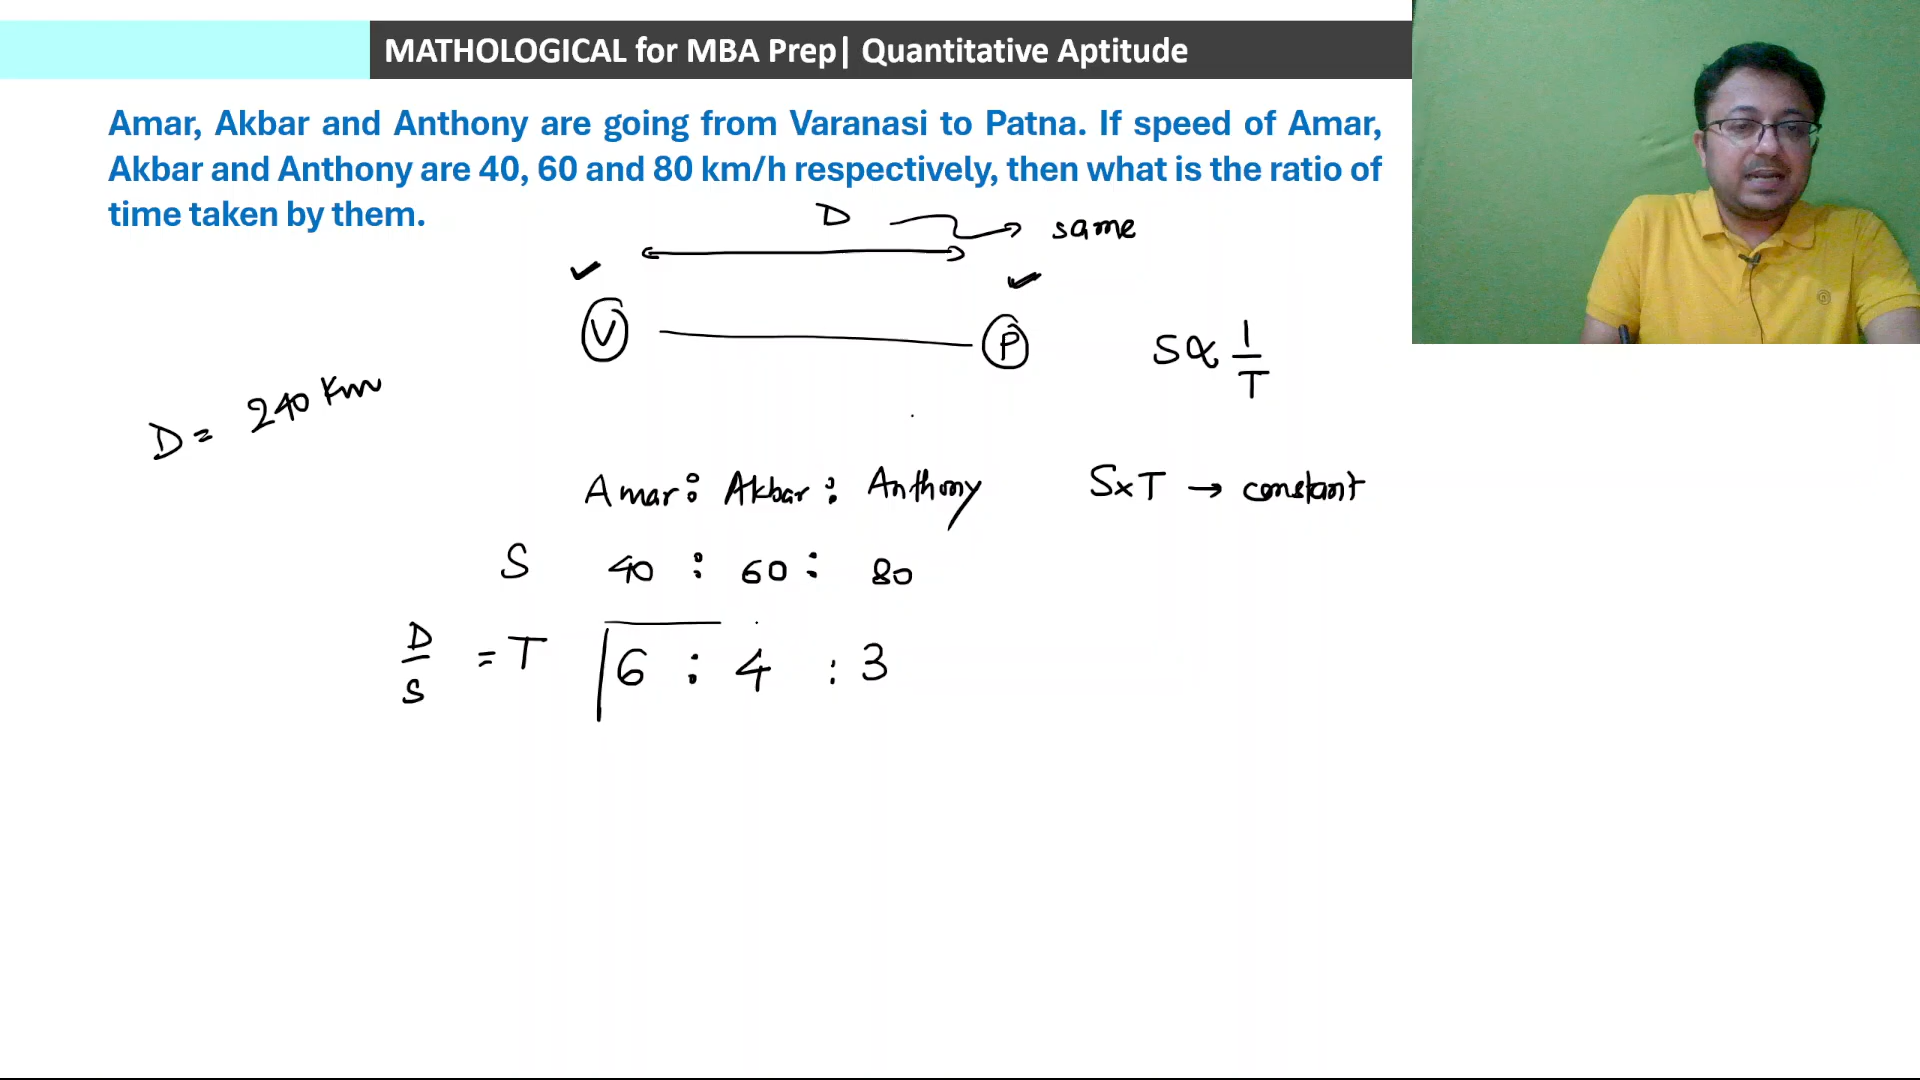 MATHOLOGICAL for MBA Prep| Quantitative Aptitude
Amar, Akbar and Anthony are going from Varanasi to Patna. If speed of Amar,
Akbar and Anthony are 40, 60 and 80 km/h respectively, then what is the ratio of
time taken by them.
D same
V P
S ∝ 1/T
D = 240 Km
Amar : Akbar : Anthony
S×T → constant
S 40 : 60 : 80
D/S = T 6 : 4 : 3